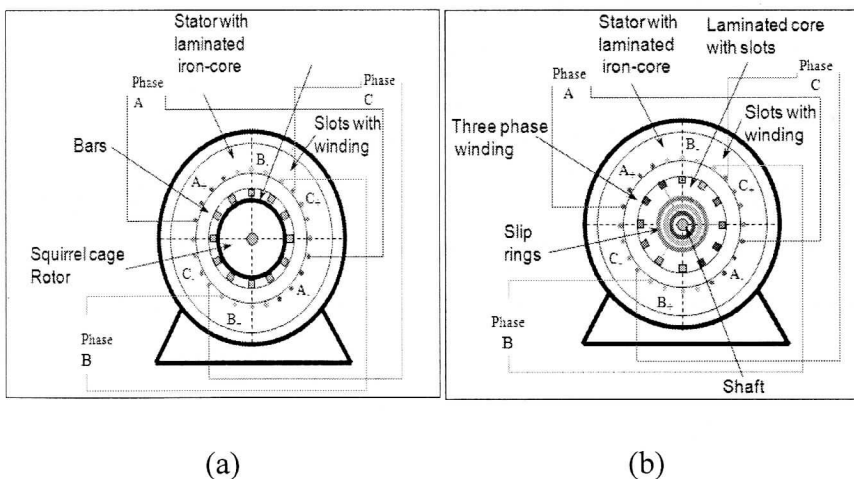 Stator with
laminated
iron-core
Phase
A
Phase
C
Slots with
winding
Bars
B-
A+
C+
Squirrel cage
Rotor
C-
A-
B+
Phase
B
(a)
Stator with
laminated
iron-core
Laminated core
with slots
Phase
A
Phase
C
Slots with
winding
Three phase
winding
B-
A+
C+
Slip
rings
C-
A-
B+
Phase
B
Shaft
(b)